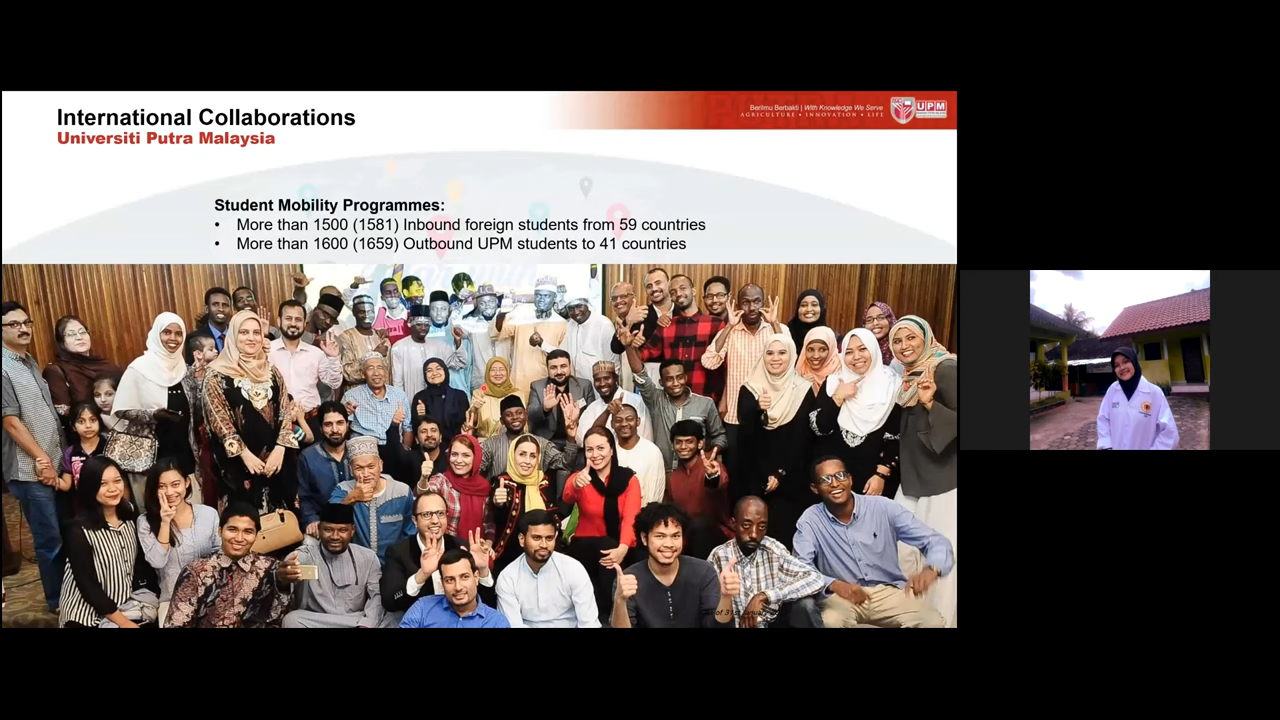 International Collaborations
Universiti Putra Malaysia
Berilmu Berbakti | With Knowledge We Serve
AGRICULTURE • INNOVATION • LIFE
UPM
Student Mobility Programmes:
• More than 1500 (1581) Inbound foreign students from 59 countries
• More than 1600 (1659) Outbound UPM students to 41 countries